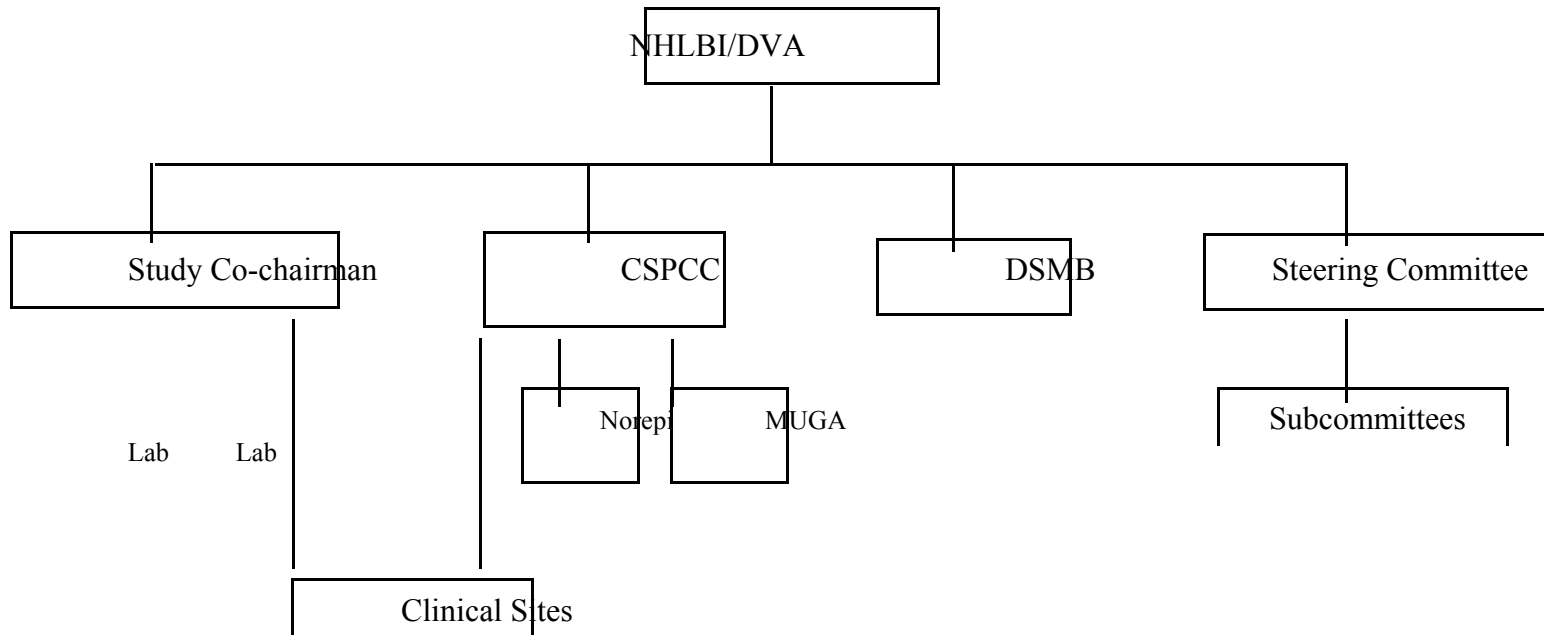 NHLBI/DVA
Study Co-chairman
CSPCC
DSMB
Steering Committee
Norepi
MUGA
Subcommittees
Lab
Lab
Clinical Sites